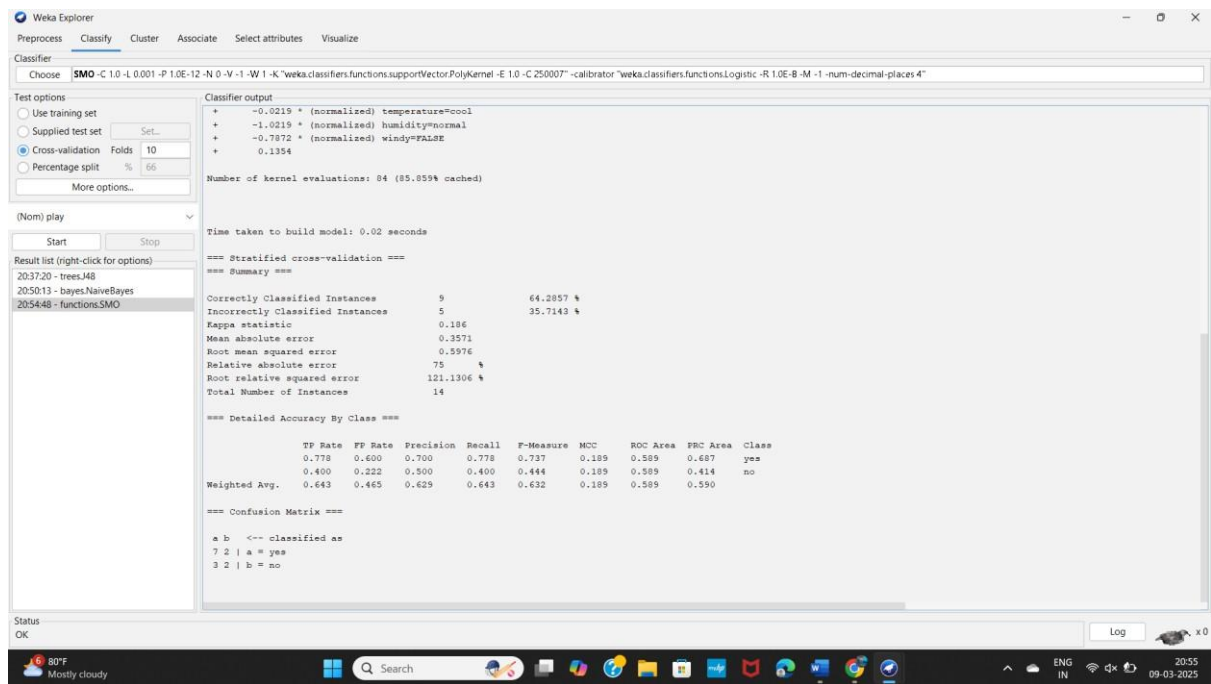 Weka Explorer
Preprocess Classify Cluster Associate Select attributes Visualize
Classifier
Choose SMO -C 1.0 -L 0.001 -P 1.0E-12 -N 0 -V -1 -W 1 -K "weka.classifiers.functions.supportVector.PolyKernel -E 1.0 -C 250007" -calibrator "weka.classifiers.functions.Logistic -R 1.0E-8 -M -1 -num-decimal-places 4"
Test options
Use training set
Supplied test set Set...
Cross-validation Folds 10
Percentage split % 66
More options...
(Nom) play
Start Stop
Result list (right-click for options)
20:37:20 - trees.J48
20:50:13 - bayes.NaiveBayes
20:54:48 - functions.SMO
Classifier output
+ -0.0219 * (normalized) temperature=cool
+ -1.0219 * (normalized) humidity=normal
+ -0.7872 * (normalized) windy=FALSE
+ 0.1354
Number of kernel evaluations: 84 (85.859% cached)
Time taken to build model: 0.02 seconds
=== Stratified cross-validation ===
=== Summary ===
Correctly Classified Instances 9 64.2857 %
Incorrectly Classified Instances 5 35.7143 %
Kappa statistic 0.186
Mean absolute error 0.3571
Root mean squared error 0.5976
Relative absolute error 75 %
Root relative squared error 121.1306 %
Total Number of Instances 14
=== Detailed Accuracy By Class ===
TP Rate FP Rate Precision Recall F-Measure MCC ROC Area PRC Area Class
0.778 0.600 0.700 0.778 0.737 0.189 0.589 0.687 yes
0.400 0.222 0.500 0.400 0.444 0.189 0.589 0.414 no
Weighted Avg. 0.643 0.465 0.629 0.643 0.632 0.189 0.589 0.590
=== Confusion Matrix ===
a b <-- classified as
7 2 | a = yes
3 2 | b = no
Status
OK
Log
x 0
6
80°F
Mostly cloudy
Search
ENG
IN
20:55
09-03-2025